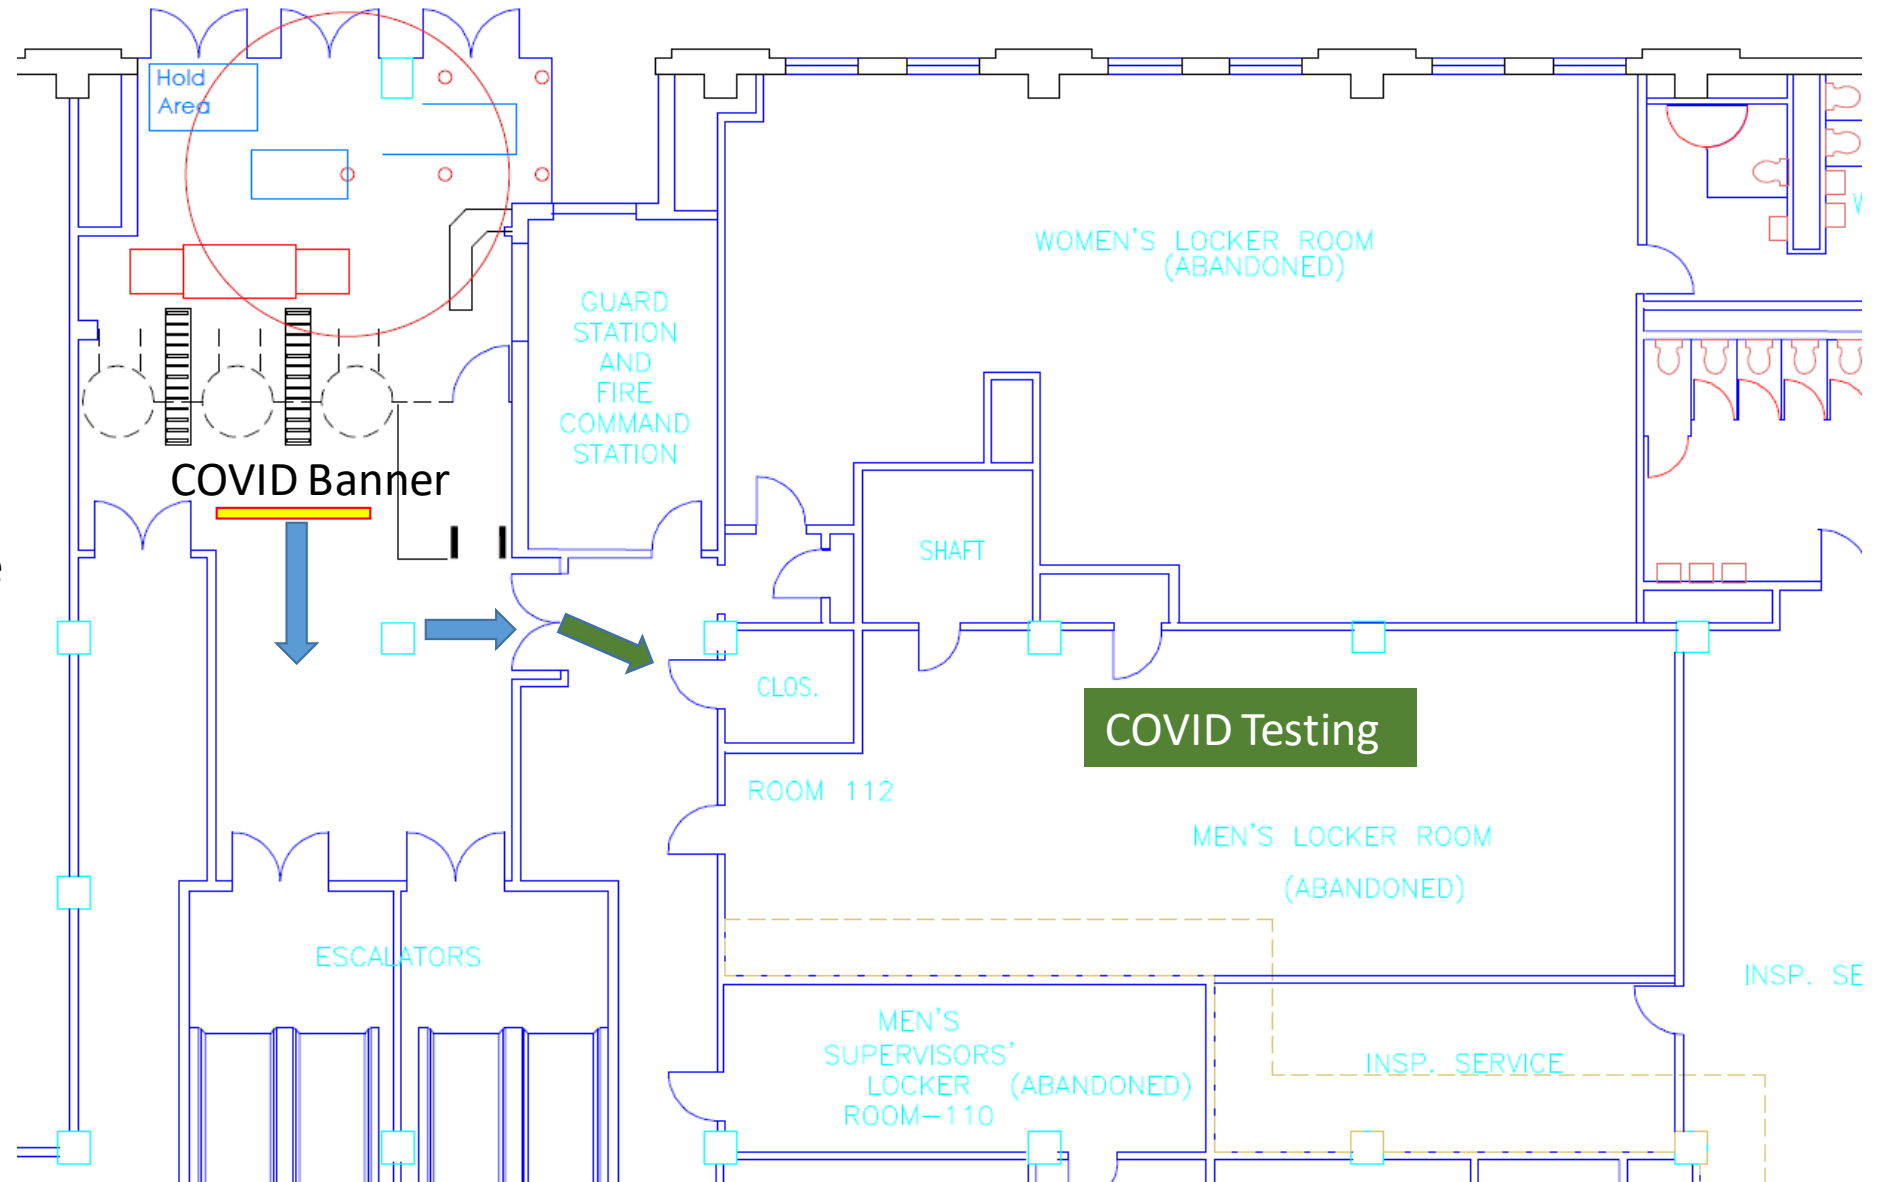 Hold
Area
WOMEN'S LOCKER ROOM
(ABANDONED)
W
GUARD
STATION
AND
FIRE
COMMAND
STATION
COVID Banner
SHAFT
CLOS.
COVID Testing
ROOM 112
MEN'S LOCKER ROOM
(ABANDONED)
ESCALATORS
INSP. SE
MEN'S
SUPERVISORS'
LOCKER (ABANDONED)
ROOM-110
INSP. SERVICE